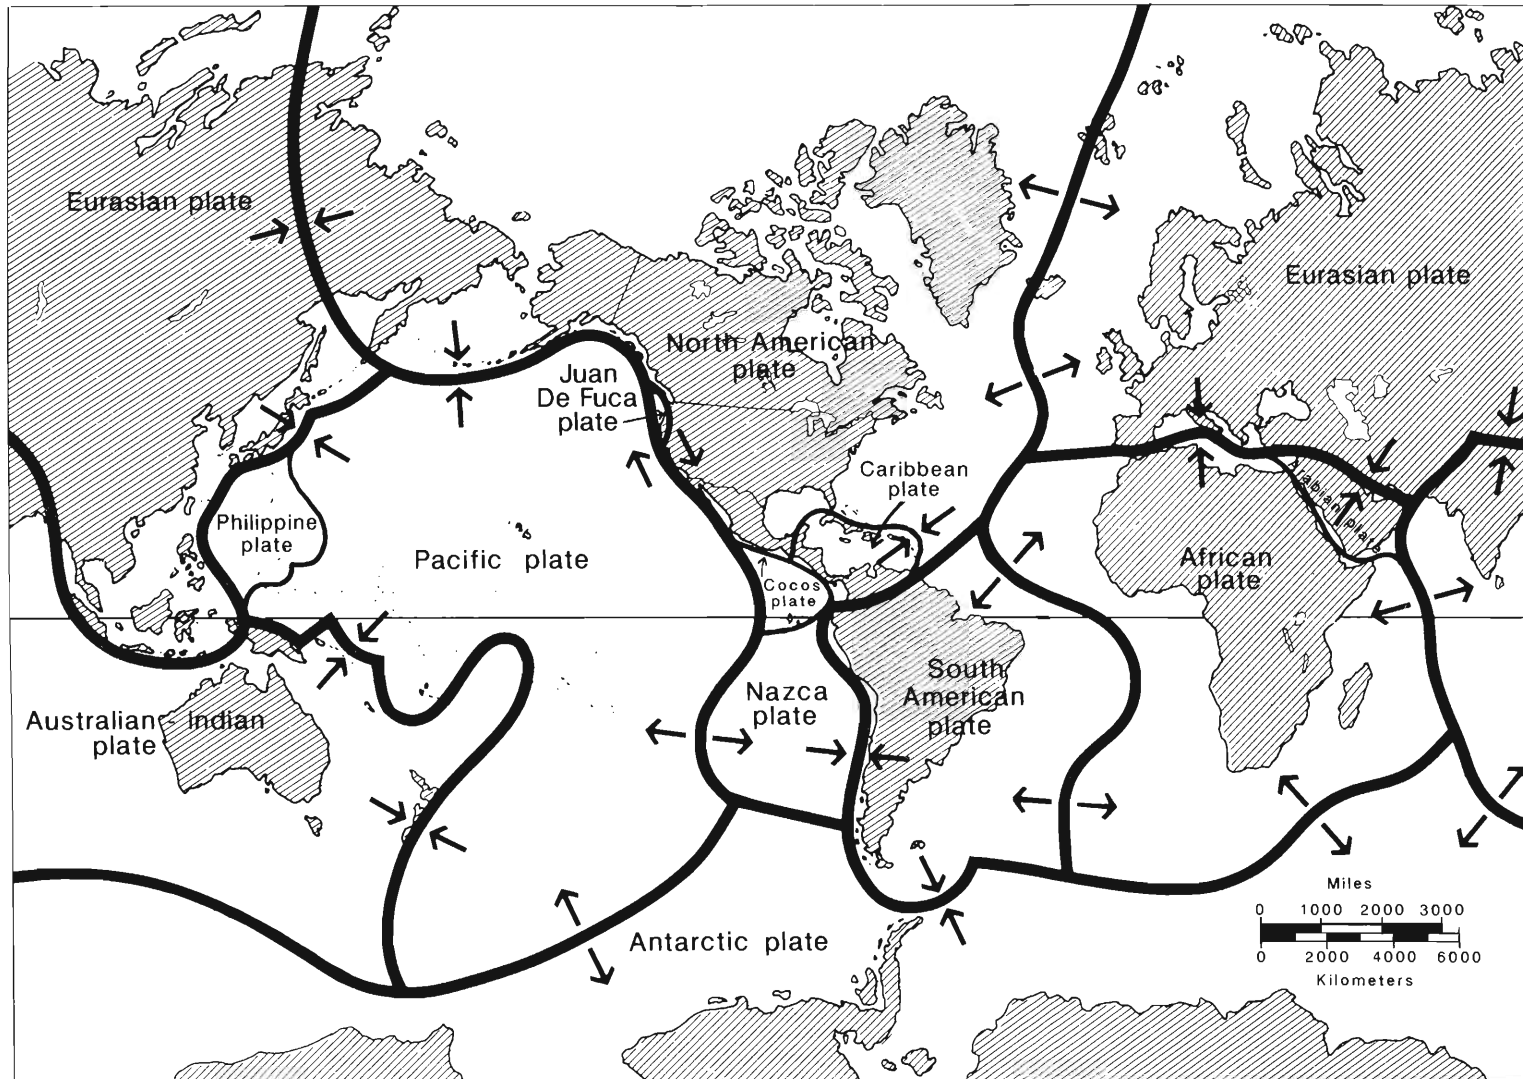 Eurasian plate
Eurasian plate
North American
plate
Juan
De Fuca
plate
Caribbean
plate
Arabian plate
Philippine
plate
Pacific plate
African
plate
Cocos
plate
South
American
plate
Nazca
plate
Australian - Indian
plate
Antarctic plate
Miles
0 1000 2000 3000
0 2000 4000 6000
Kilometers